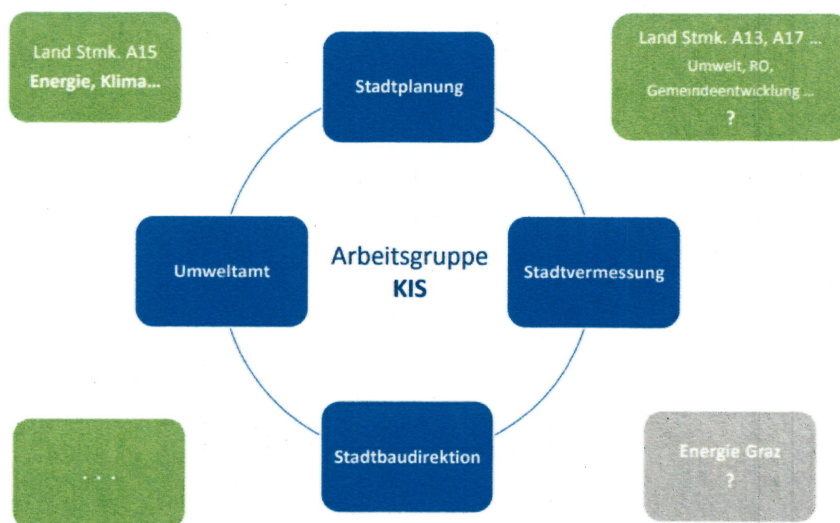 Land Stmk. A15
Energie, Klima...
Stadtplanung
Land Stmk. A13, A17 ...
Umwelt, RO,
Gemeindeentwicklung ...
?
Umweltamt
Arbeitsgruppe
KIS
Stadtvermessung
. . .
Stadtbaudirektion
Energie Graz
?